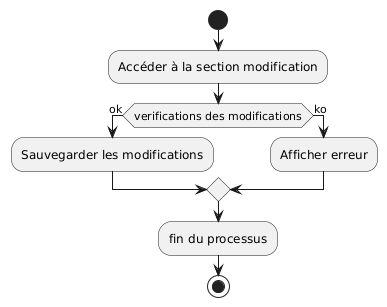 Accéder à la section modification
ok
verifications des modifications
ko
Sauvegarder les modifications
Afficher erreur
fin du processus